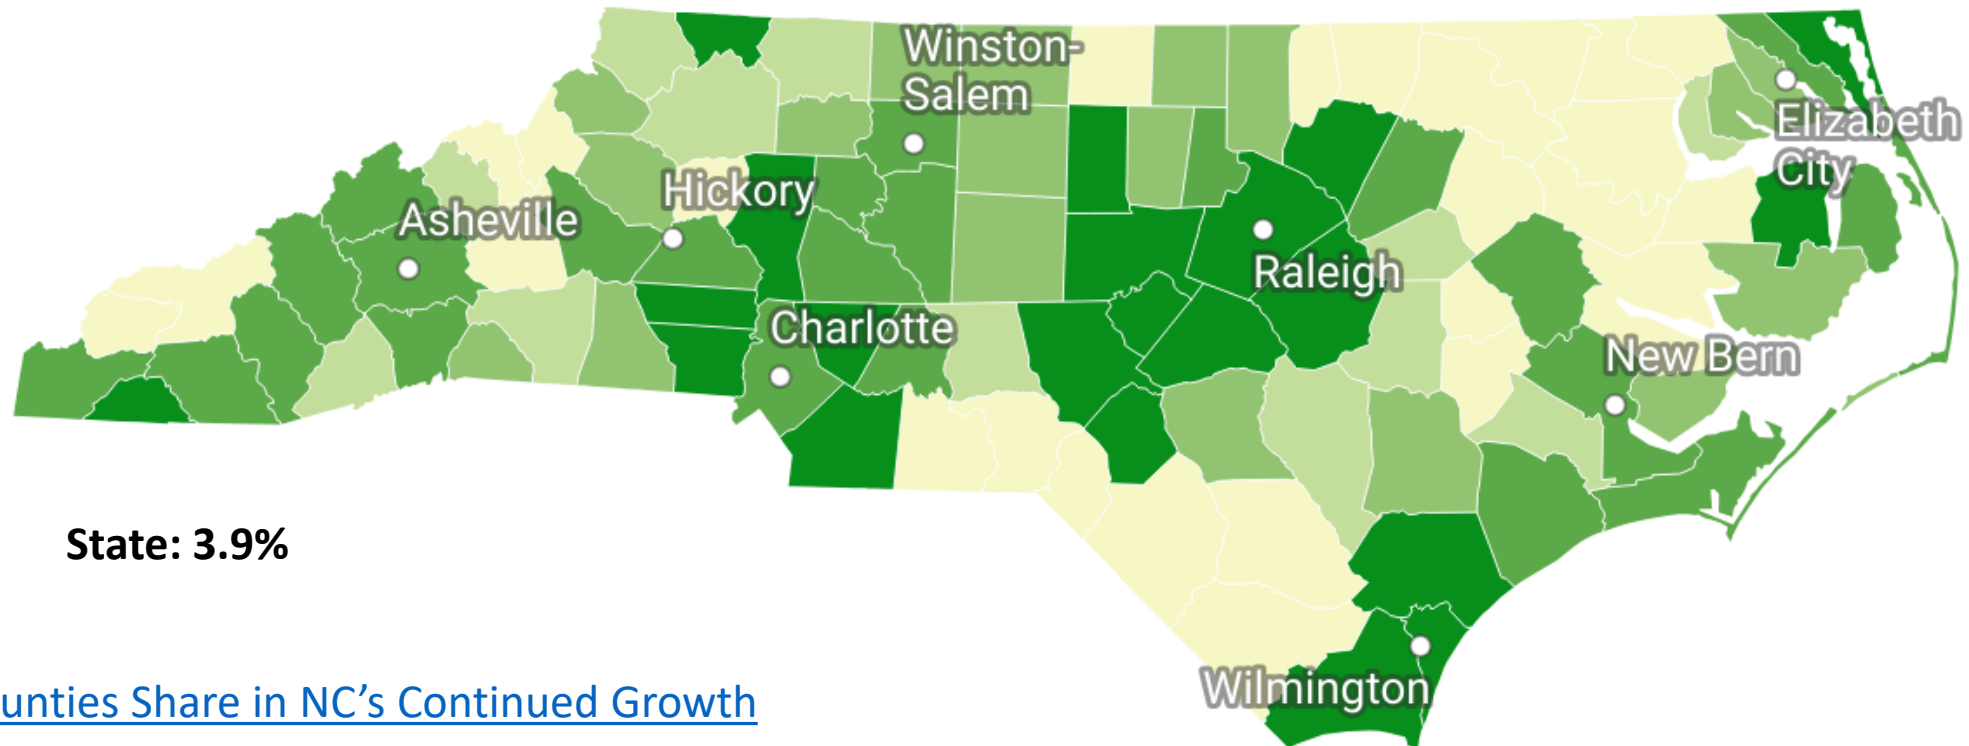 Winston-
Salem
Elizabeth
City
Hickory
Asheville
Raleigh
Charlotte
New Bern
State: 3.9%
Wilmington
unties Share in NC’s Continued Growth